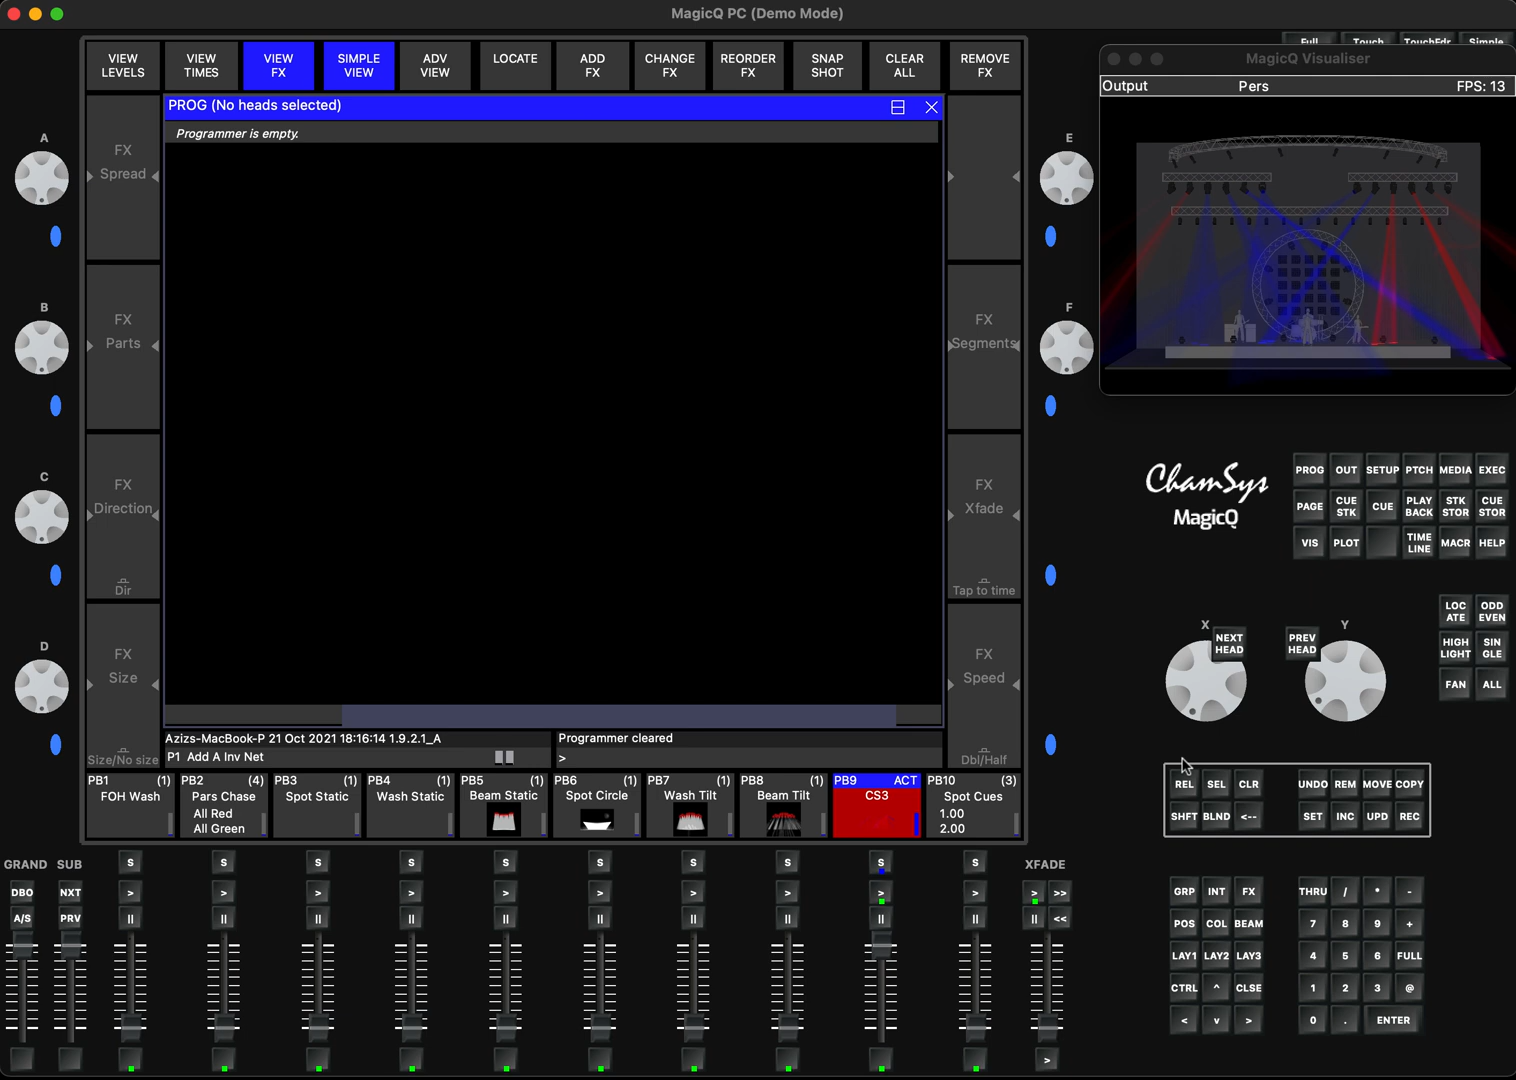 MagicQ PC (Demo Mode)
VIEW LEVELS
VIEW TIMES
VIEW FX
SIMPLE VIEW
ADV VIEW
LOCATE
ADD FX
CHANGE FX
REORDER FX
SNAP SHOT
CLEAR ALL
REMOVE FX
Full
Touch
TouchFdr
Simple
MagicQ Visualiser
Output
Pers
FPS: 13
PROG (No heads selected)
Programmer is empty.
A
B
C
D
E
F
FX Spread
FX Parts
FX Direction
Dir
FX Size
Size/No size
FX Segments
FX Xfade
Tap to time
FX Speed
Dbl/Half
Azizs-MacBook-P 21 Oct 2021 18:16:14 1.9.2.1_A
Programmer cleared
P1 Add A Inv Net
>
PB1 (1)
FOH Wash
PB2 (4)
Pars Chase
All Red
All Green
PB3 (1)
Spot Static
PB4 (1)
Wash Static
PB5 (1)
Beam Static
PB6 (1)
Spot Circle
PB7 (1)
Wash Tilt
PB8 (1)
Beam Tilt
PB9 ACT
CS3
PB10 (3)
Spot Cues
1.00
2.00
ChamSys
MagicQ
PROG OUT SETUP PTCH MEDIA EXEC
PAGE CUE STK CUE PLAY BACK STK STOR CUE STOR
VIS PLOT TIME LINE MACR HELP
X
NEXT HEAD
PREV HEAD
Y
LOC ATE
ODD EVEN
HIGH LIGHT
SIN GLE
FAN
ALL
REL SEL CLR UNDO REM MOVE COPY
SHFT BLND <-- SET INC UPD REC
GRAND SUB
XFADE
S S S S S S S S S S
DBO NXT > > > > > > > > > > > >>
A/S PRV || || || || || || || || || || || <<
>
GRP INT FX THRU / * -
POS COL BEAM 7 8 9 +
LAY1 LAY2 LAY3 4 5 6 FULL
CTRL ^ CLSE 1 2 3 @
< v > 0 . ENTER